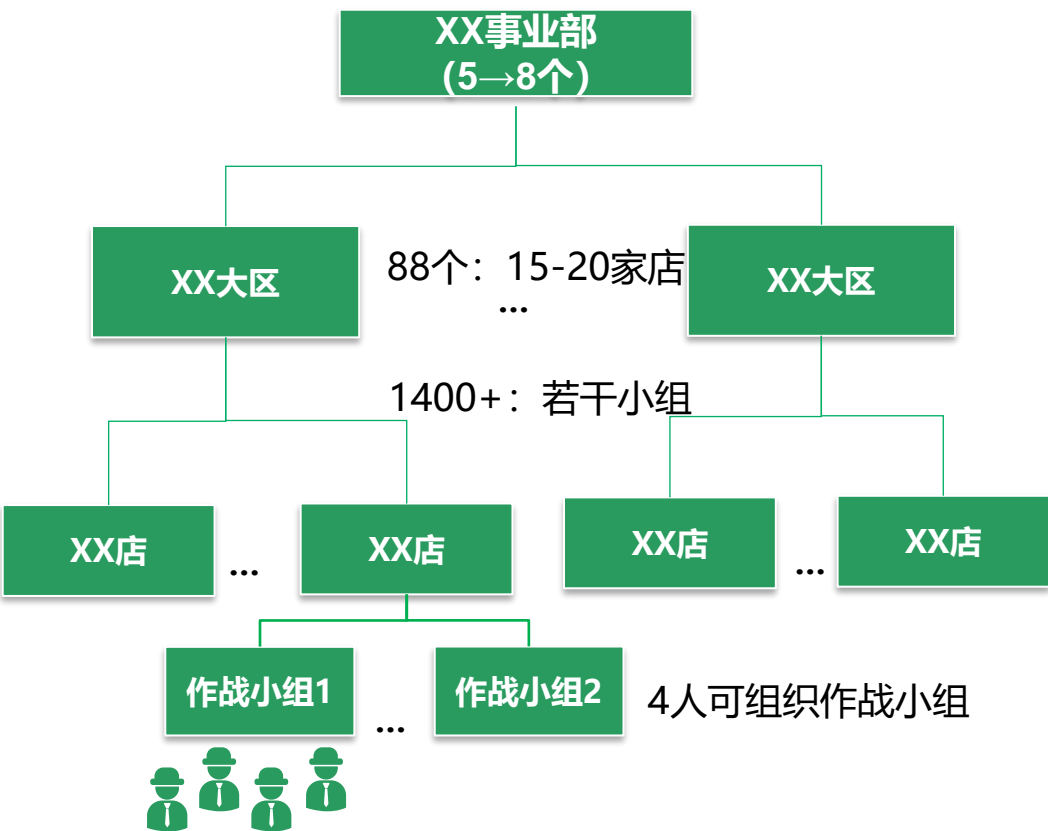 XX事业部
（5→8个）
XX大区
88个：15-20家店
...
XX大区
1400+：若干小组
XX店
...
XX店
XX店
...
XX店
作战小组1
...
作战小组2
4人可组织作战小组